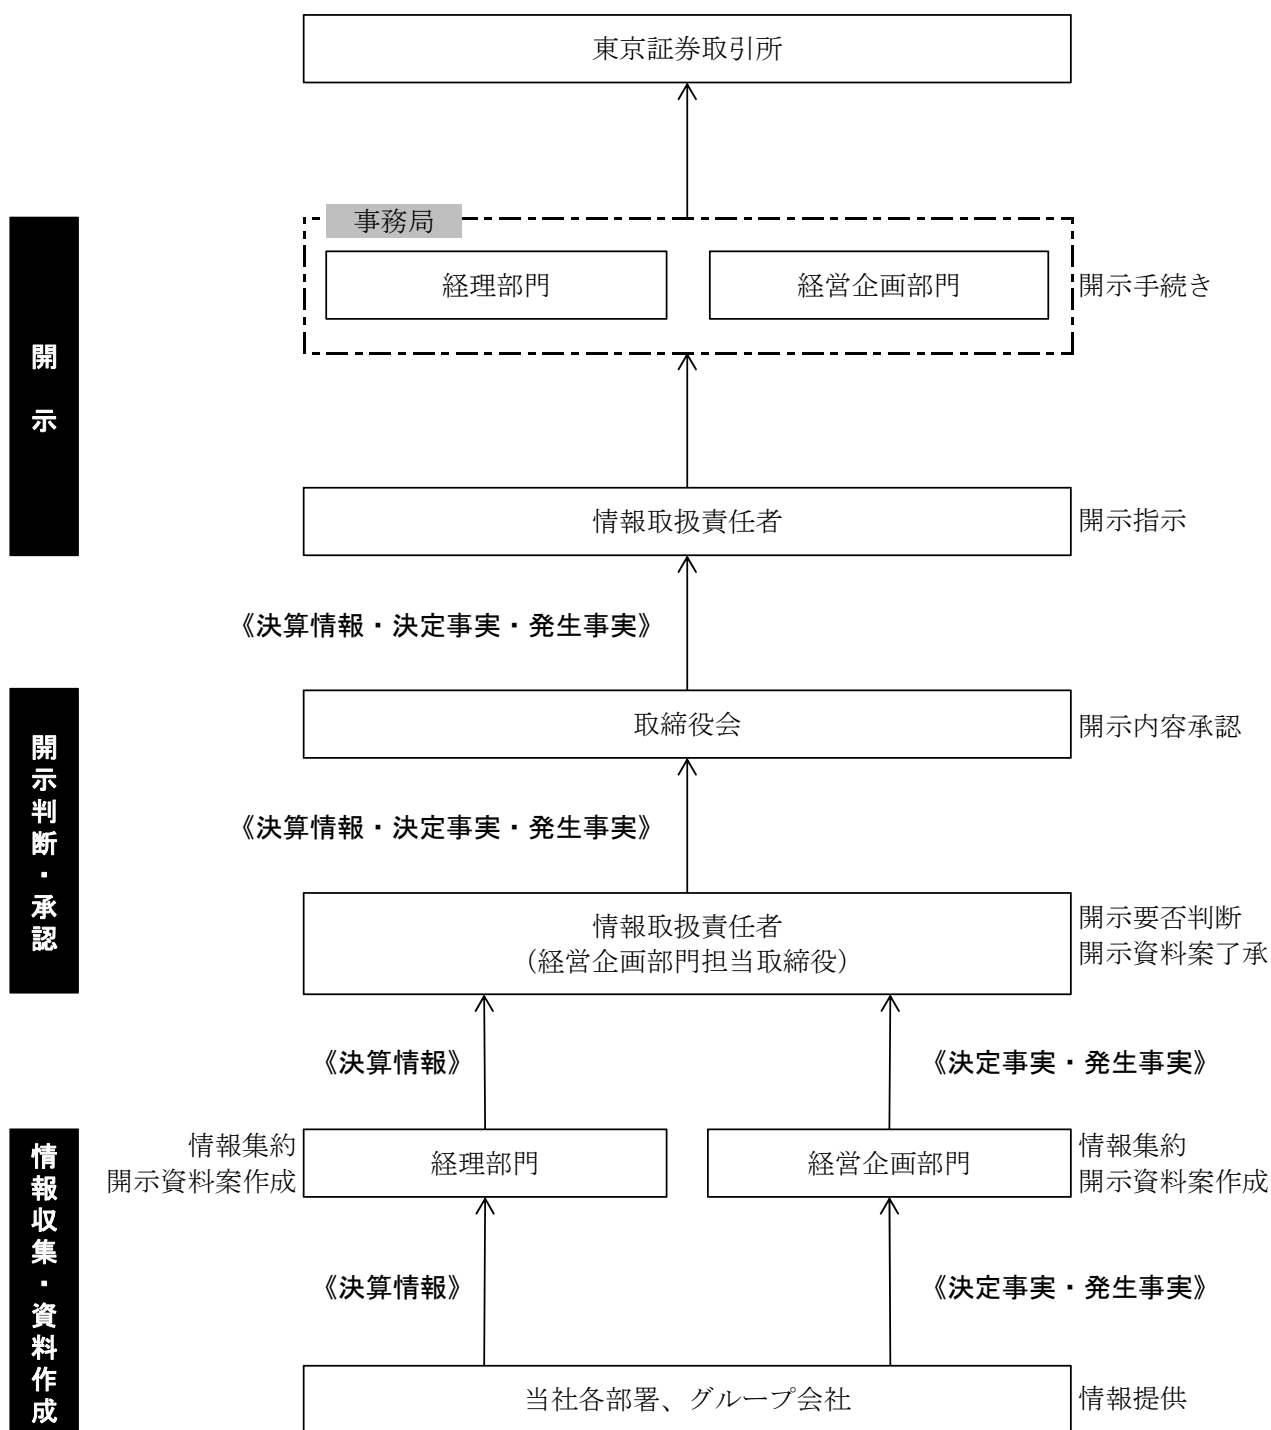 東京証券取引所
事務局
経理部門
経営企画部門
開示手続き
開示
情報取扱責任者
開示指示
《決算情報・決定事実・発生事実》
取締役会
開示内容承認
開示判断・承認
《決算情報・決定事実・発生事実》
情報取扱責任者
（経営企画部門担当取締役）
開示要否判断
開示資料案了承
《決算情報》
《決定事実・発生事実》
情報集約
開示資料案作成
経理部門
経営企画部門
情報集約
開示資料案作成
情報収集・資料作成
《決算情報》
《決定事実・発生事実》
当社各部署、グループ会社
情報提供